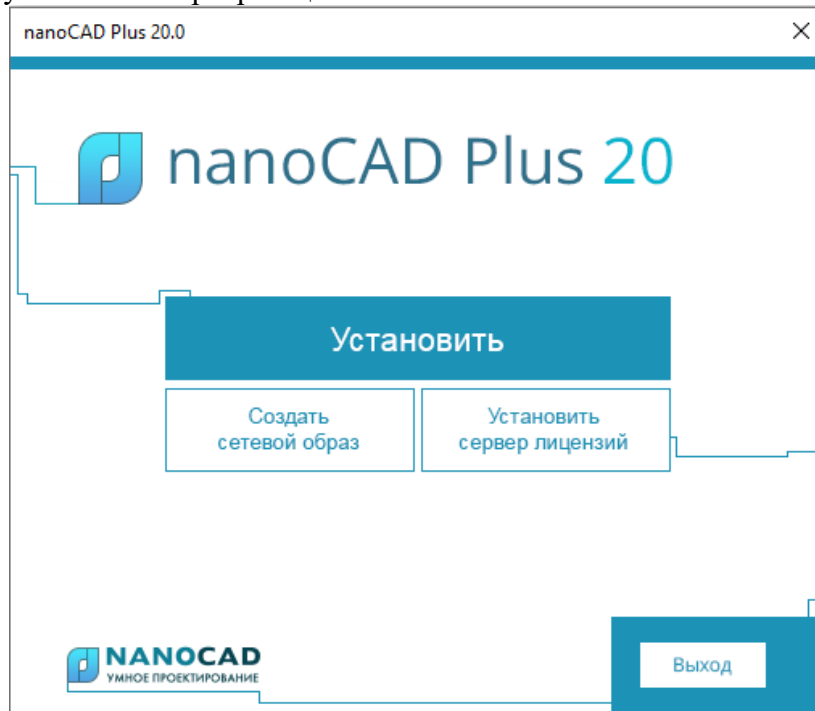 nanoCAD Plus 20.0
nanoCAD Plus 20
Установить
Создать
сетевой образ
Установить
сервер лицензий
NANOCAD
УМНОЕ ПРОЕКТИРОВАНИЕ
Выход